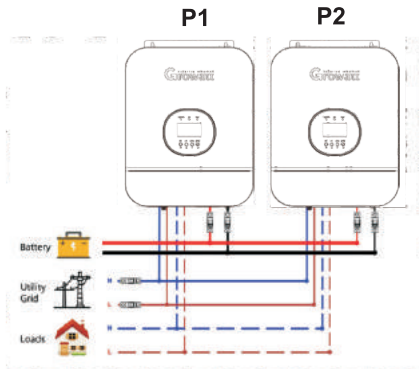 P1 P2
Growatt Growatt
Battery
Utility
Grid
N
L
Loads
N
L